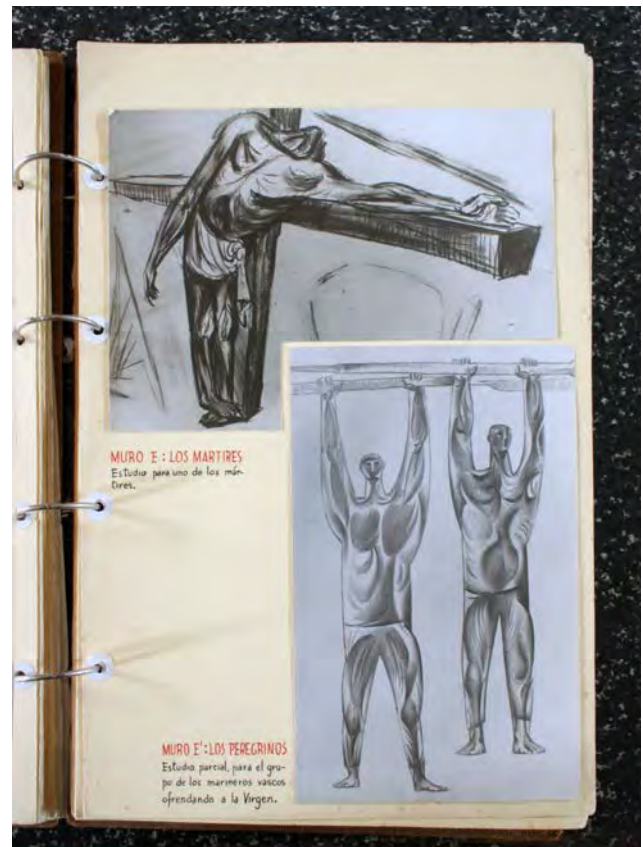 MURO E : LOS MARTIRES
Estudio para uno de los már-
tires.
MURO E' : LOS PEREGRINOS
Estudio parcial, para el gru-
po de los marineros vascos
ofrendando a la Virgen.